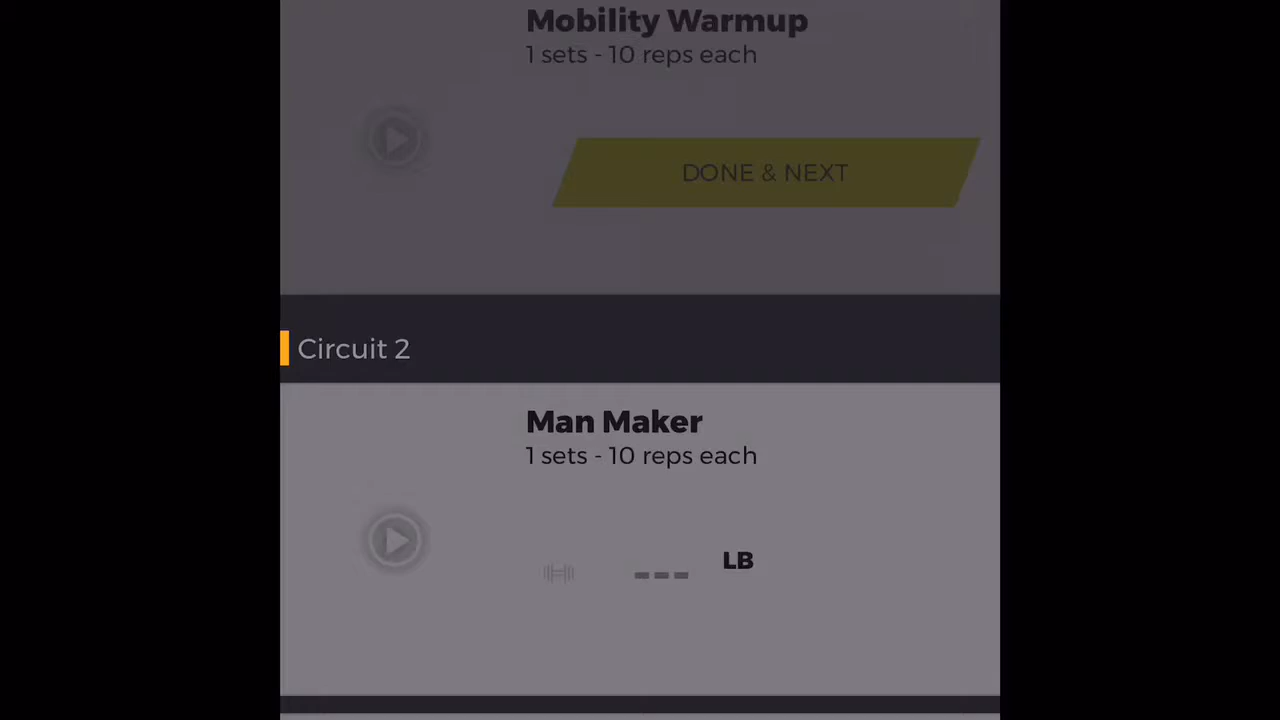 Mobility Warmup
1 sets - 10 reps each
DONE & NEXT
Circuit 2
Man Maker
1 sets - 10 reps each
--- LB